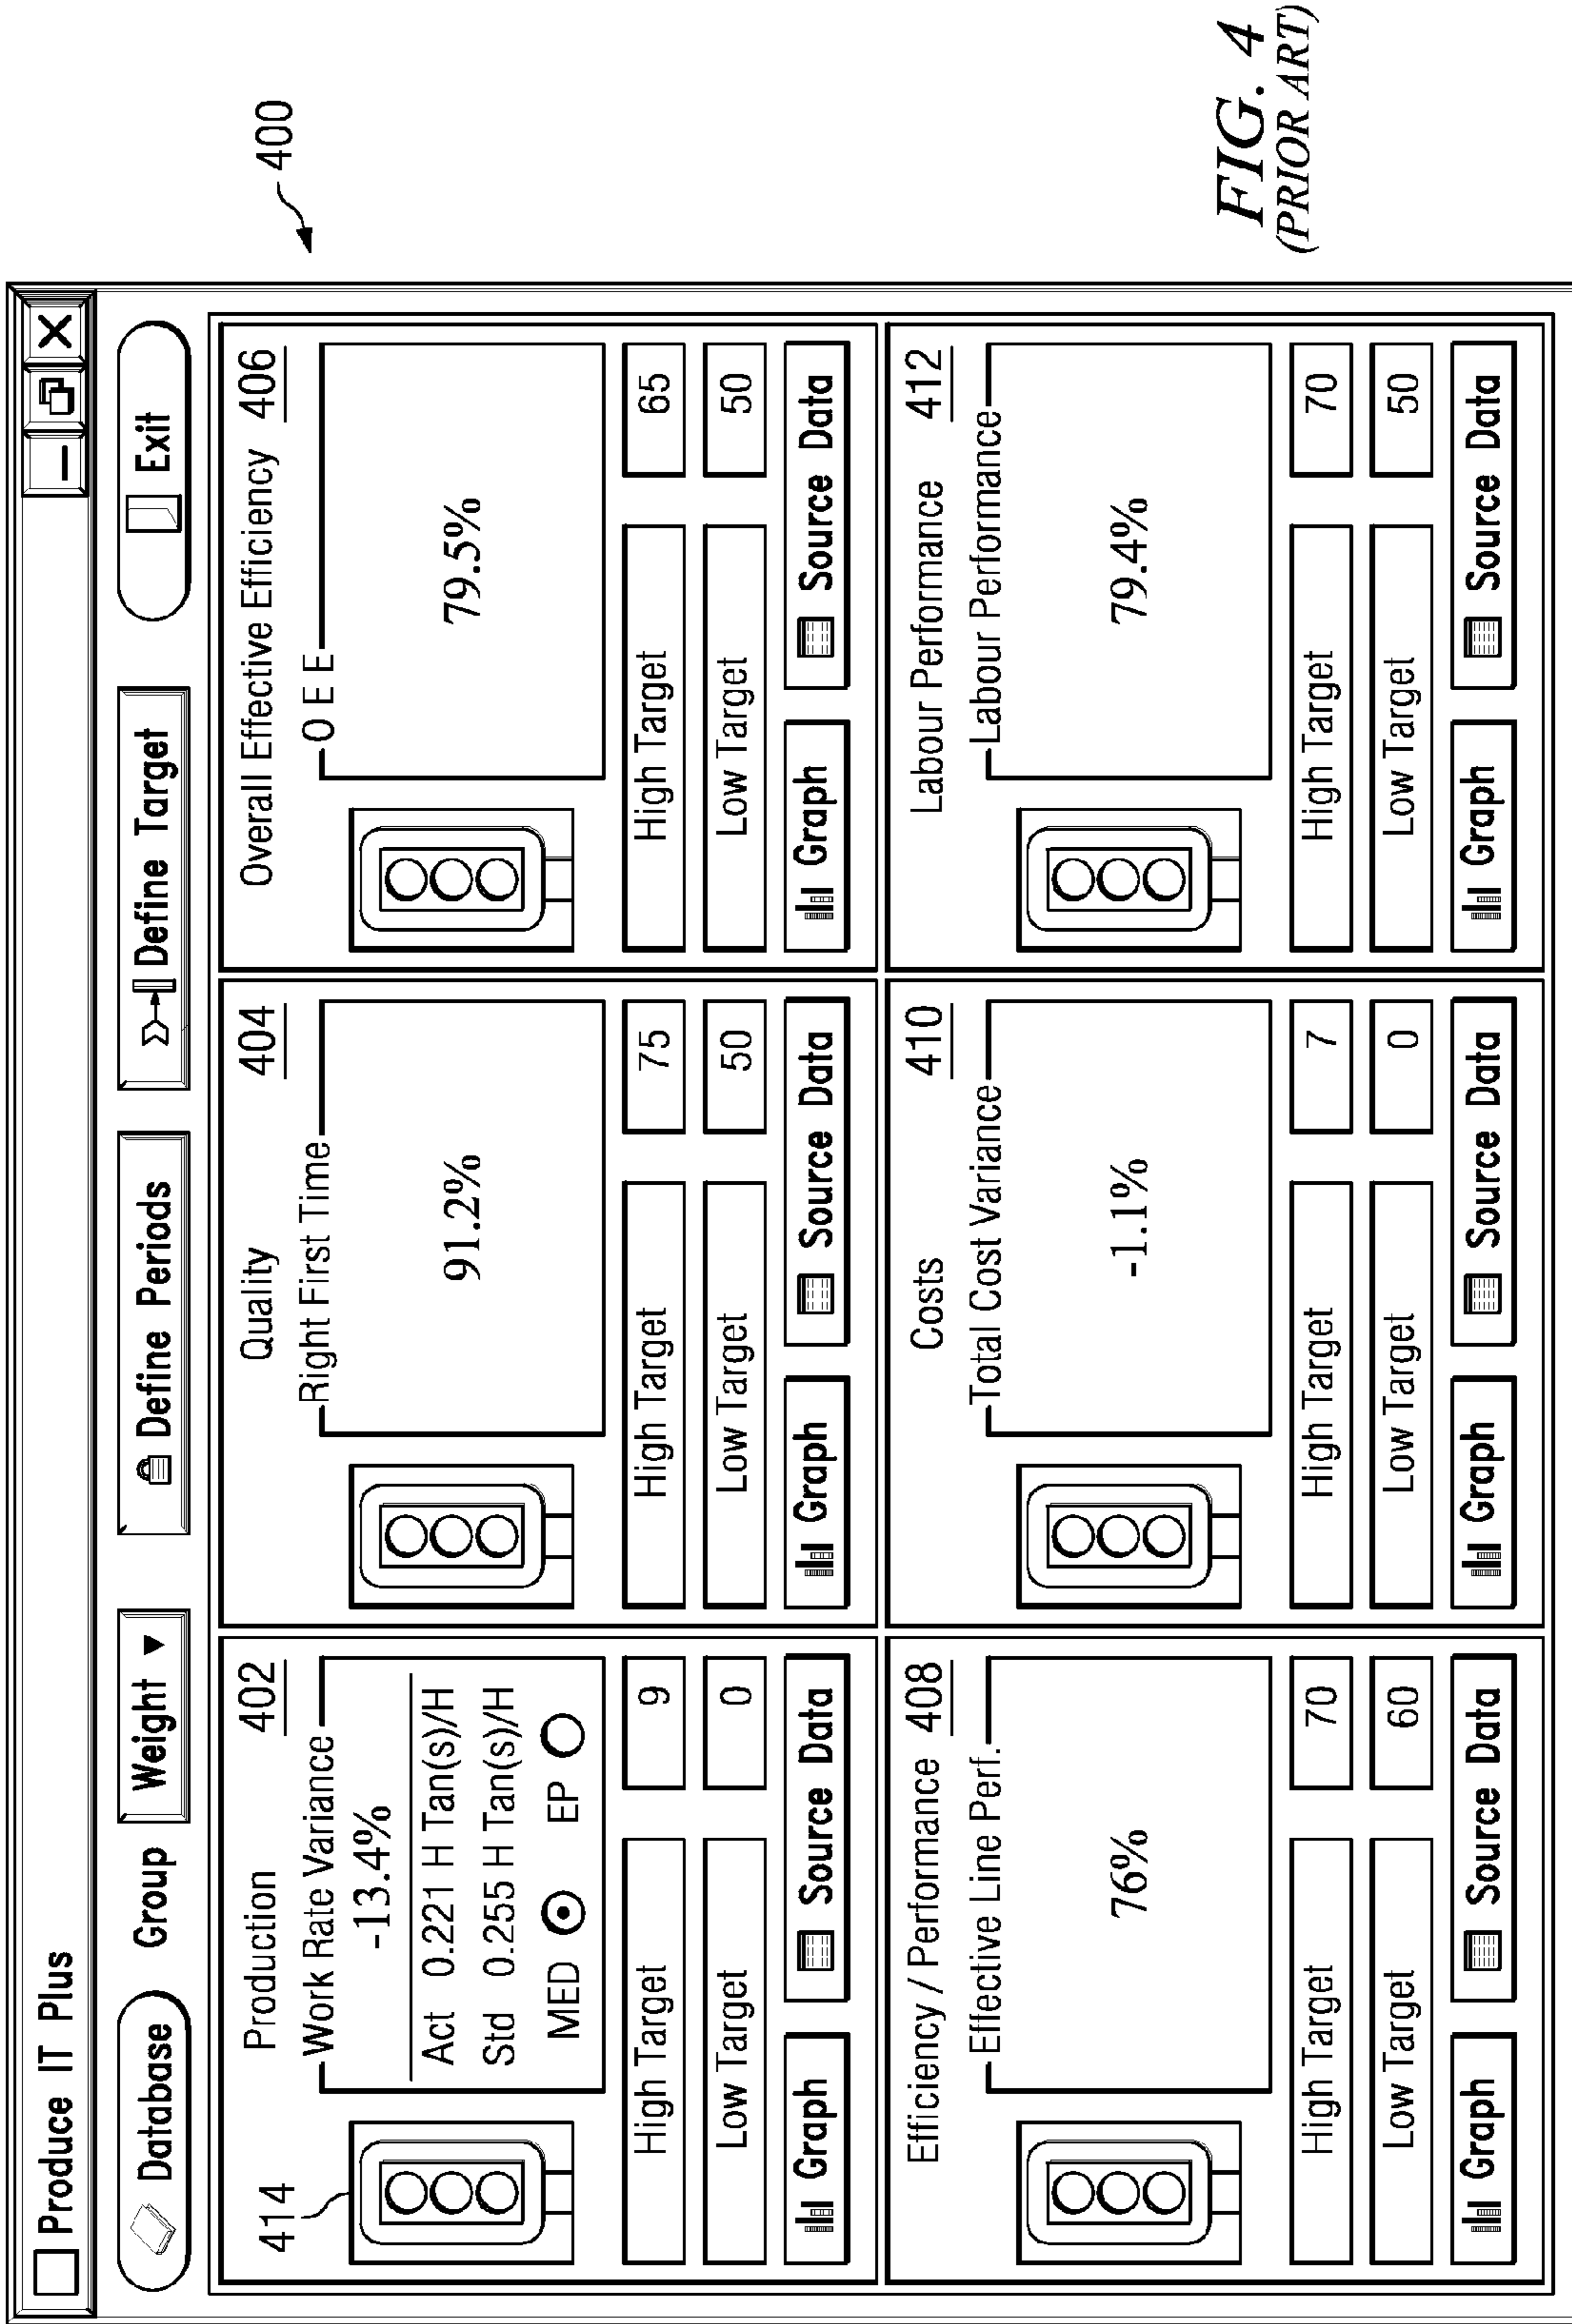 Produce IT Plus
Database Group Weight ▼ Define Periods Define Target Exit
400
414
Production 402
Work Rate Variance
-13.4%
Act 0.221 H Tan(s)/H
Std 0.255 H Tan(s)/H
MED EP
High Target 9
Low Target 0
Graph Source Data
Quality 404
Right First Time
91.2%
High Target 75
Low Target 50
Graph Source Data
Overall Effective Efficiency 406
O E E
79.5%
High Target 65
Low Target 50
Graph Source Data
Efficiency / Performance 408
Effective Line Perf.
76%
High Target 70
Low Target 60
Graph Source Data
Costs 410
Total Cost Variance
-1.1%
High Target 7
Low Target 0
Graph Source Data
Labour Performance 412
Labour Performance
79.4%
High Target 70
Low Target 50
Graph Source Data
FIG. 4
(PRIOR ART)